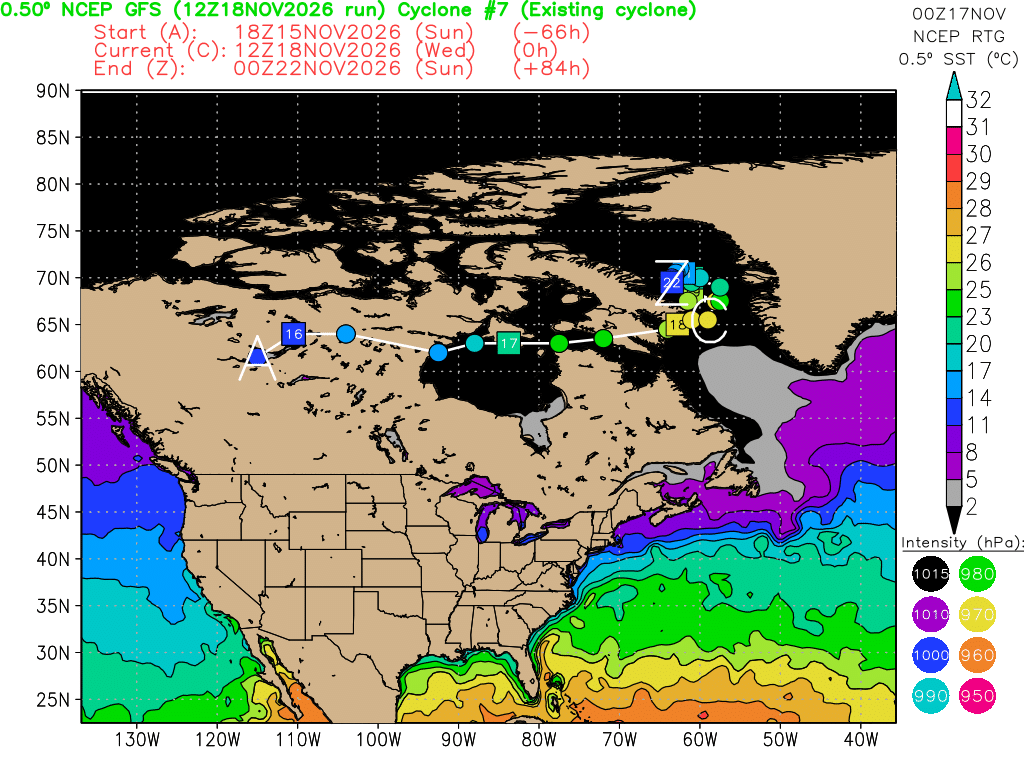 0.50º NCEP GFS (12Z18NOV2026 run) Cyclone #7 (Existing cyclone)
Start (A): 18Z15NOV2026 (Sun) (−66h)
Current (C): 12Z18NOV2026 (Wed) (0h)
End (Z): 00Z22NOV2026 (Sun) (+84h)
00Z17NOV
NCEP RTG
0.5º SST (ºC)
32
31
30
29
28
27
26
25
23
20
17
14
11
8
5
2
Intensity (hPa):
1015 980
1010 970
1000 960
990 950
90N
85N
80N
75N
70N
65N
60N
55N
50N
45N
40N
35N
30N
25N
130W 120W 110W 100W 90W 80W 70W 60W 50W 40W
A
16
17
18
C
22
Z